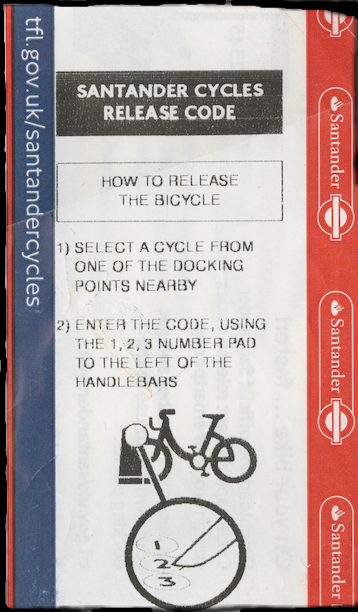 tfl.gov.uk/santandercycles
SANTANDER CYCLES
RELEASE CODE
HOW TO RELEASE
THE BICYCLE
1) SELECT A CYCLE FROM
ONE OF THE DOCKING
POINTS NEARBY
2) ENTER THE CODE, USING
THE 1, 2, 3 NUMBER PAD
TO THE LEFT OF THE
HANDLEBARS
1
2
3
Santander
Santander
Santander